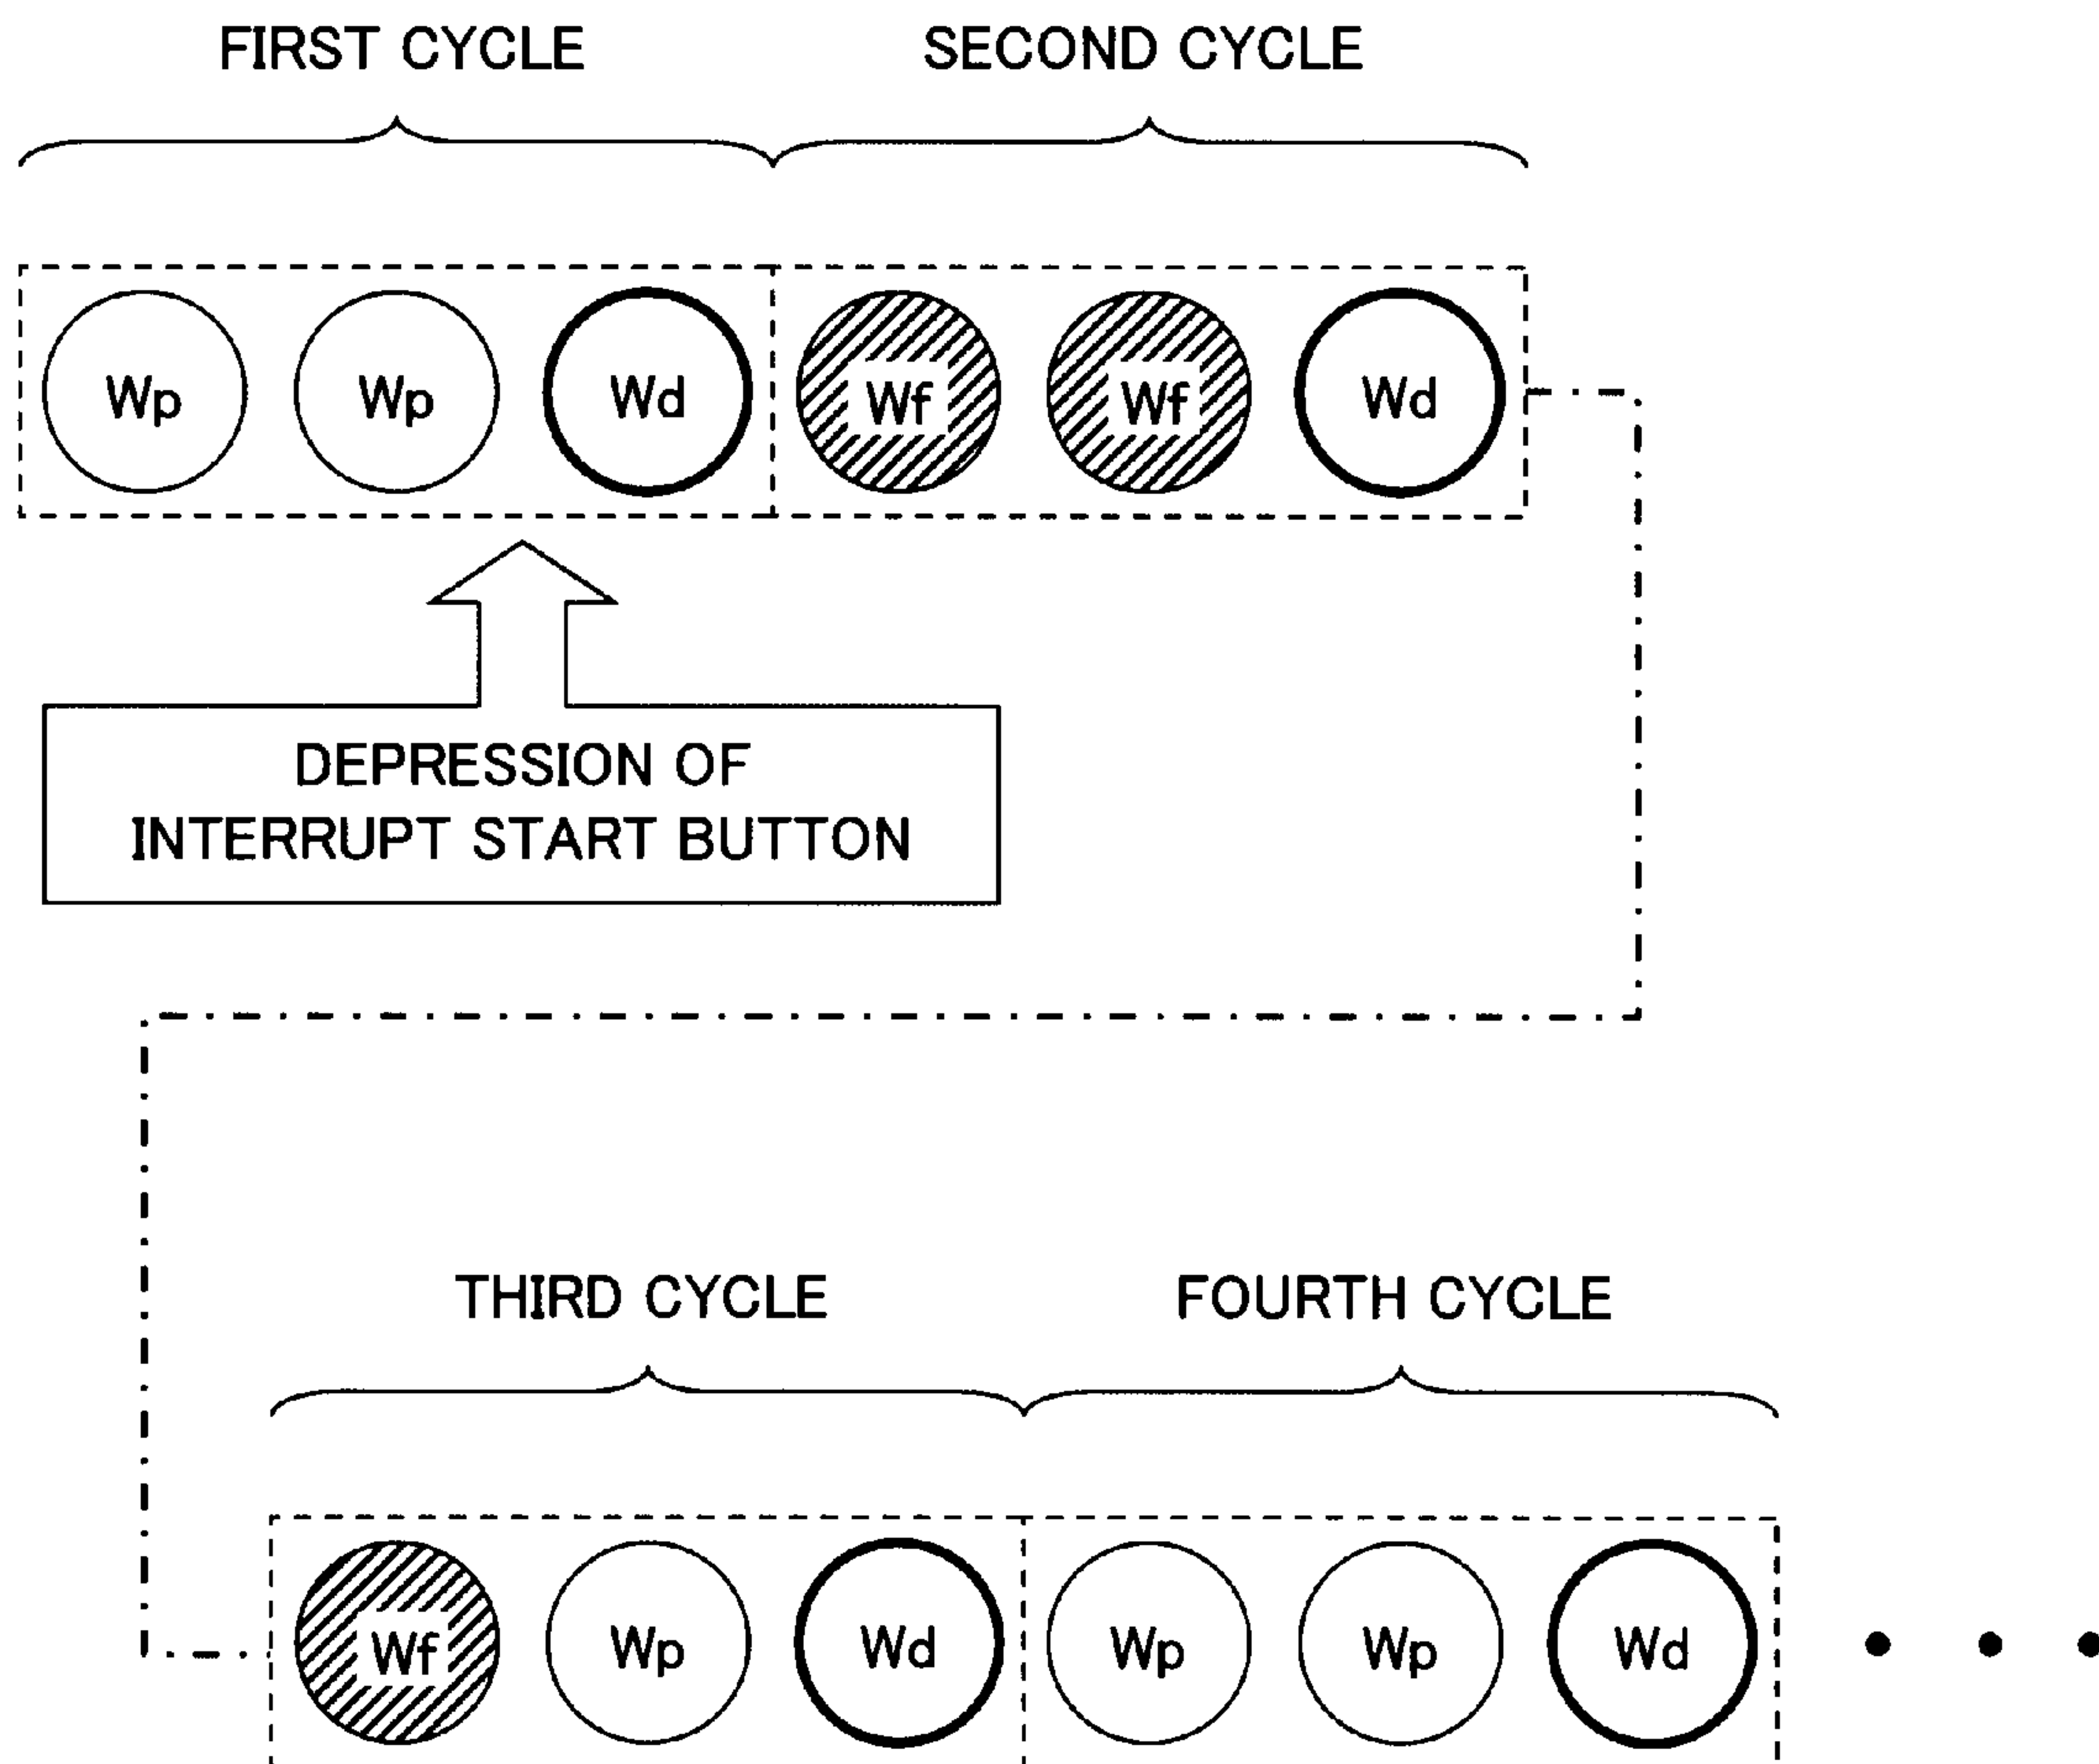 FIRST CYCLE SECOND CYCLE
Wp Wp Wd Wf Wf Wd
DEPRESSION OF
INTERRUPT START BUTTON
THIRD CYCLE FOURTH CYCLE
Wf Wp Wd Wp Wp Wd